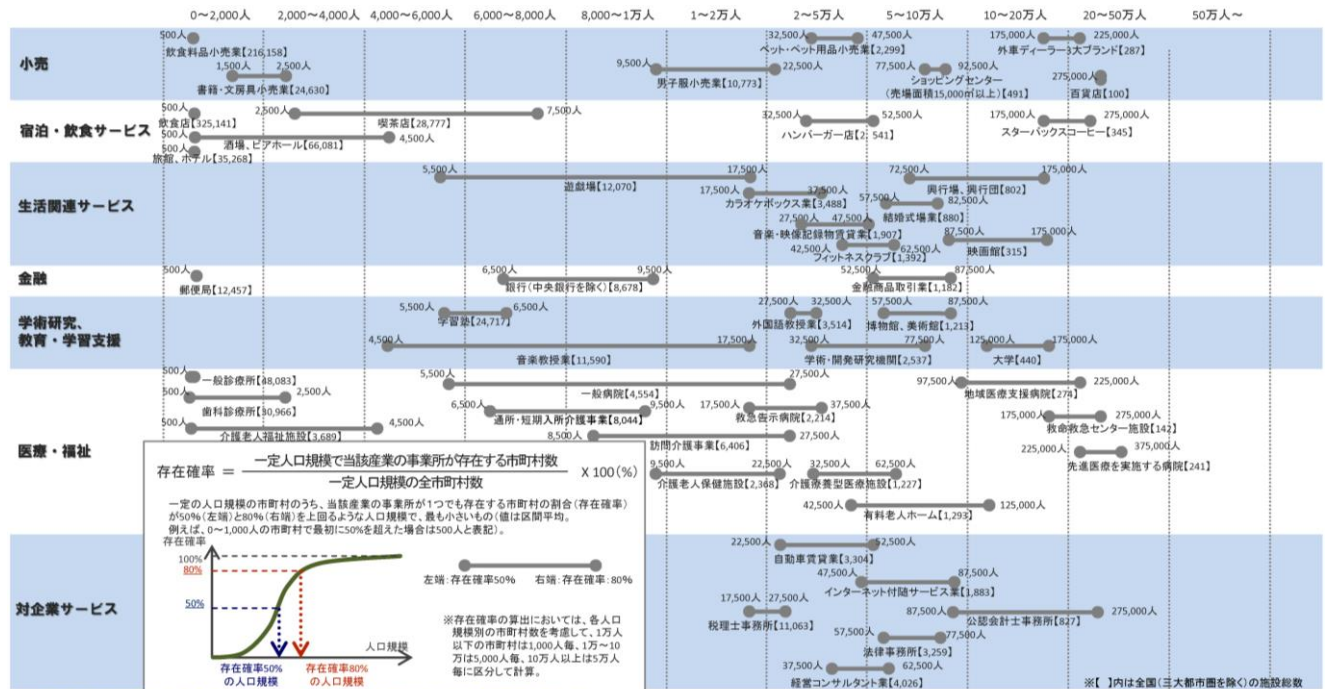 0～2,000人 2,000～4,000人 4,000～6,000人 6,000～8,000人 8,000～1万人 1～2万人 2～5万人 5～10万人 10～20万人 20～50万人 50万人～
小売
500人
飲食料品小売業【216,158】
1,500人 2,500人
書籍・文房具小売業【24,630】
9,500人 22,500人
男子服小売業【10,773】
32,500人 47,500人
ペット・ペット用品小売業【2,299】
77,500人 92,500人
ショッピングセンター
（売場面積15,000㎡以上）【491】
175,000人 225,000人
外車ディーラー3大ブランド【287】
275,000人
百貨店【100】
宿泊・飲食サービス
500人
飲食店【325,141】
2,500人 7,500人
喫茶店【28,777】
500人 4,500人
酒場、ビアホール【66,081】
500人
旅館、ホテル【35,268】
32,500人 52,500人
ハンバーガー店【2,541】
175,000人 275,000人
スターバックスコーヒー【345】
生活関連サービス
5,500人 17,500人
遊戯場【12,070】
17,500人 37,500人
カラオケボックス業【3,488】
27,500人 47,500人
音楽・映像記録物賃貸業【1,907】
42,500人 62,500人
フィットネスクラブ【1,392】
72,500人 175,000人
興行場、興行団【802】
57,500人 82,500人
結婚式場業【880】
87,500人 175,000人
映画館【315】
金融
500人
郵便局【12,457】
6,500人 9,500人
銀行（中央銀行を除く）【8,678】
52,500人 87,500人
金融商品取引業【1,182】
学術研究、
教育・学習支援
5,500人 6,500人
学習塾【24,717】
4,500人 17,500人
音楽教授業【11,590】
27,500人 32,500人
外国語教授業【3,514】
57,500人 87,500人
博物館、美術館【1,213】
32,500人 77,500人
学術・開発研究機関【2,537】
125,000人 175,000人
大学【440】
医療・福祉
500人
一般診療所【48,083】
500人 2,500人
歯科診療所【30,966】
500人 4,500人
介護老人福祉施設【3,689】
5,500人 27,500人
一般病院【4,554】
6,500人 9,500人
通所・短期入所介護事業【8,044】
17,500人 37,500人
救急告示病院【2,214】
8,500人 27,500人
訪問介護事業【6,406】
9,500人 22,500人
介護老人保健施設【2,368】
32,500人 62,500人
介護療養型医療施設【1,227】
42,500人 125,000人
有料老人ホーム【1,293】
97,500人 225,000人
地域医療支援病院【274】
175,000人 275,000人
救命救急センター施設【142】
225,000人 375,000人
先進医療を実施する病院【241】
対企業サービス
22,500人 52,500人
自動車賃貸業【3,304】
47,500人 87,500人
インターネット付随サービス業【1,883】
17,500人 27,500人
税理士事務所【11,063】
87,500人 275,000人
公認会計士事務所【827】
57,500人 77,500人
法律事務所【3,259】
37,500人 62,500人
経営コンサルタント業【4,026】
存在確率 ＝ 一定人口規模で当該産業の事業所が存在する市町村数 X 100（％）
一定人口規模の全市町村数
一定の人口規模の市町村のうち、当該産業の事業所が1つでも存在する市町村の割合（存在確率）
が50%（左端）と80%（右端）を上回るような人口規模で、最も小さいもの（値は区間平均。
例えば、0～1,000人の市町村で最初に50%を超えた場合は500人と表記）。
存在確率
100%
80%
50%
人口規模
存在確率50%
の人口規模
存在確率80%
の人口規模
左端：存在確率50% 右端：存在確率：80%
※存在確率の算出においては、各人口
規模別の市町村数を考慮して、1万人
以下の市町村は1,000人毎、1万～10
万は5,000人毎、10万人以上は5万人
毎に区分して計算。
※【 】内は全国（三大都市圏を除く）の施設総数